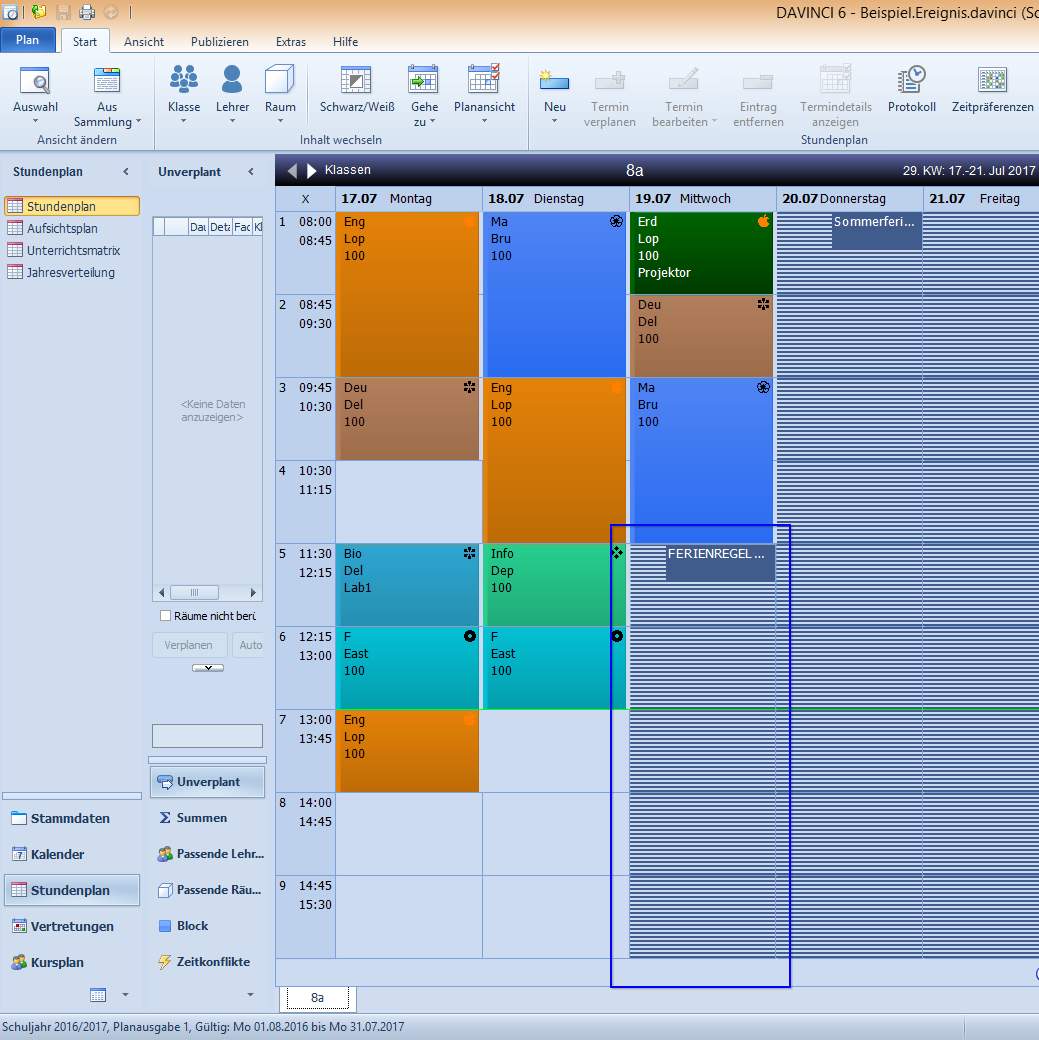 DAVINCI 6 - Beispiel.Ereignis.davinci (Sc
Plan Start Ansicht Publizieren Extras Hilfe
Auswahl Aus Sammlung Klasse Lehrer Raum Schwarz/Weiß Gehe zu Planansicht Neu Termin verplanen Termin bearbeiten Eintrag entfernen Termindetails anzeigen Protokoll Zeitpräferenzen
Ansicht ändern Inhalt wechseln Stundenplan
Stundenplan
Stundenplan
Aufsichtsplan
Unterrichtsmatrix
Jahresverteilung
Stammdaten
7 Kalender
Stundenplan
Vertretungen
Kursplan
Unverplant
Dau Deta Fac Kl
<Keine Daten
anzuzeigen>
Räume nicht berü
Verplanen Auto
Unverplant
Σ Summen
Passende Lehr...
Passende Räu...
Block
Zeitkonflikte
Klassen 8a 29. KW: 17.-21. Juli 2017
X 17.07 Montag 18.07 Dienstag 19.07 Mittwoch 20.07 Donnerstag 21.07 Freitag
1 08:00 Eng Ma Erd Sommerferi...
08:45 Lop Bru Lop
100 100 100
Projektor
2 08:45 Deu
09:30 Del
100
3 09:45 Deu Eng Ma
10:30 Del Lop Bru
100 100 100
4 10:30
11:15
5 11:30 Bio Info FERIENREGEL ...
12:15 Del Dep
Lab1 100
6 12:15 F F
13:00 East East
100 100
7 13:00 Eng
13:45 Lop
100
8 14:00
14:45
9 14:45
15:30
8a
Schuljahr 2016/2017, Planausgabe 1, Gültig: Mo 01.08.2016 bis Mo 31.07.2017